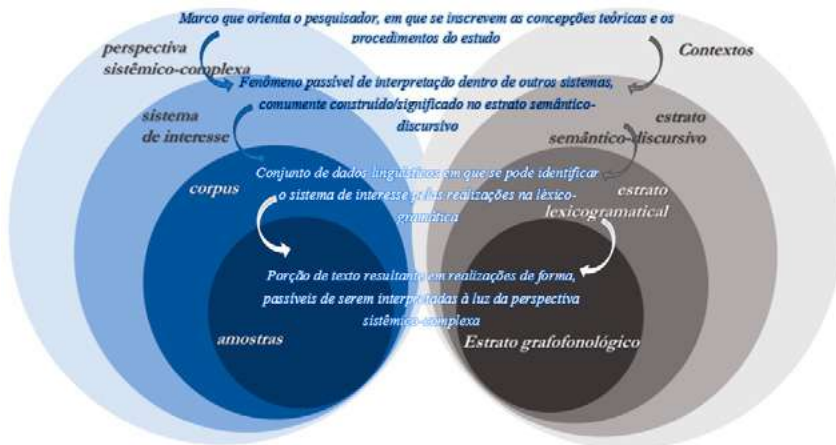 Marco que orienta o pesquisador, em que se inscrevem as concepções teóricas e os
procedimentos do estudo
perspectiva
sistêmico-complexa
Contextos
Fenômeno passível de interpretação dentro de outros sistemas,
comumente construído/significado no estrato semântico-
discursivo
sistema
de interesse
estrato
semântico-discursivo
Conjunto de dados linguísticos em que se pode identificar
o sistema de interesse pelas realizações na léxico-
gramática
corpus
estrato
lexicogramatical
Porção de texto resultante em realizações de forma,
passíveis de serem interpretadas à luz da perspectiva
sistêmico-complexa
amostras
Estrato grafofonológico